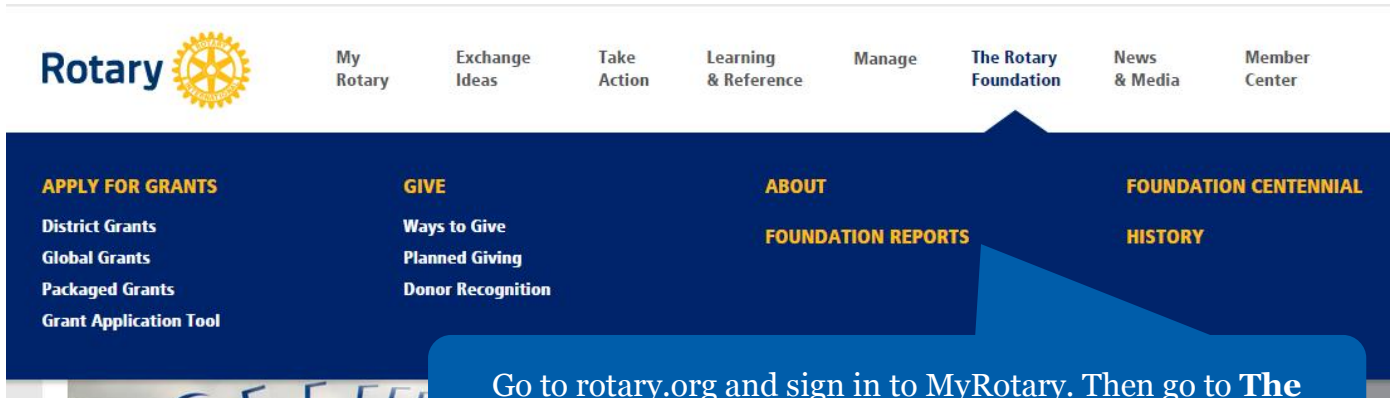 Rotary
ROTARY
INTERNATIONAL
My
Rotary
Exchange
Ideas
Take
Action
Learning
& Reference
Manage
The Rotary
Foundation
News
& Media
Member
Center
APPLY FOR GRANTS
District Grants
Global Grants
Packaged Grants
Grant Application Tool
GIVE
Ways to Give
Planned Giving
Donor Recognition
ABOUT
FOUNDATION REPORTS
FOUNDATION CENTENNIAL
HISTORY
Go to rotary.org and sign in to MyRotary. Then go to The